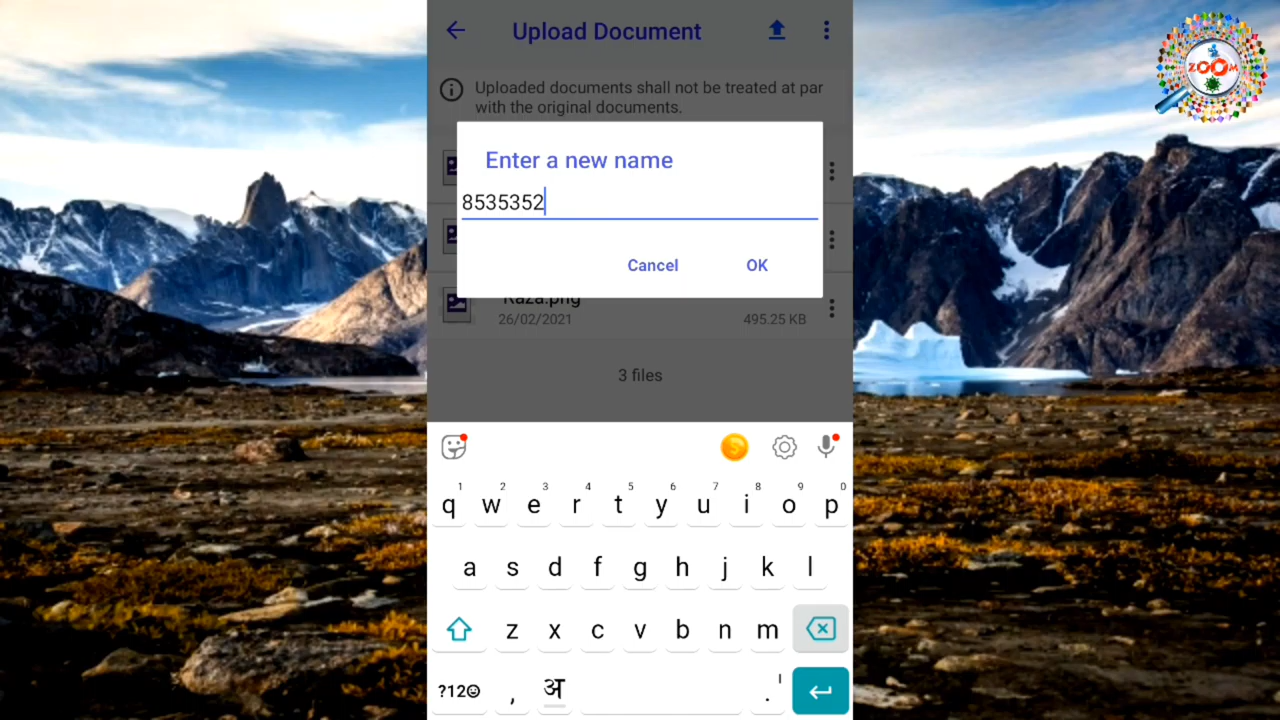 Upload Document
Uploaded documents shall not be treated at par
with the original documents.
Enter a new name
8535352
Cancel OK
Raza.png
26/02/2021 495.25 KB
3 files
1 2 3 4 5 6 7 8 9 0
q w e r t y u i o p
a s d f g h j k l
z x c v b n m
?12☺ , अ . l
ZOOM